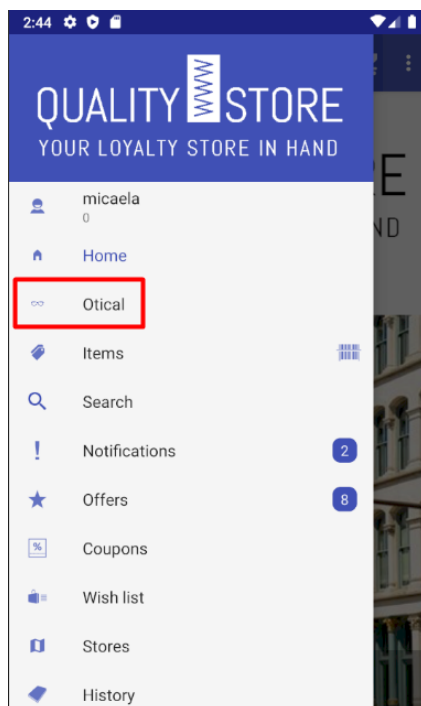 2:44
QUALITY STORE
YOUR LOYALTY STORE IN HAND
micaela
0
Home
Otical
Items
Search
Notifications 2
Offers 8
% Coupons
Wish list
Stores
History
E
ND